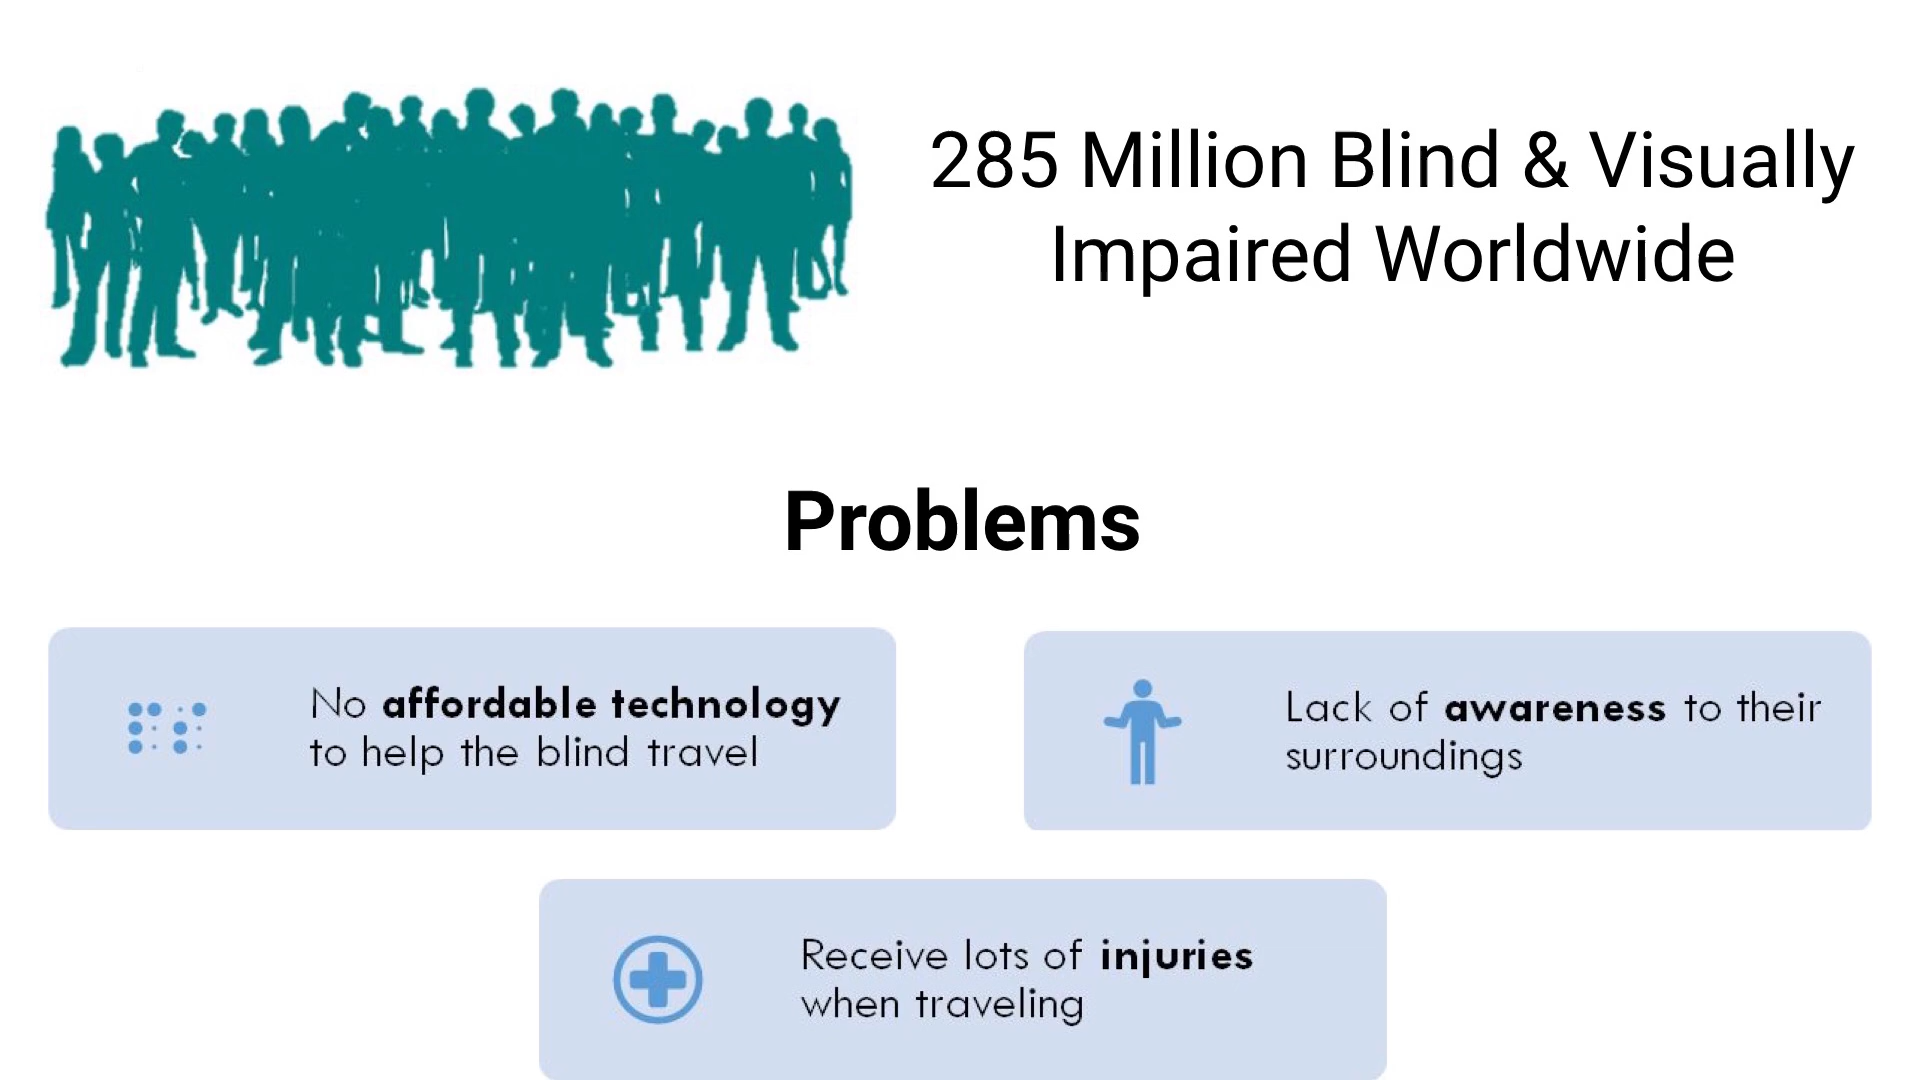 285 Million Blind & Visually
Impaired Worldwide
Problems
No affordable technology
to help the blind travel
Lack of awareness to their
surroundings
Receive lots of injuries
when traveling